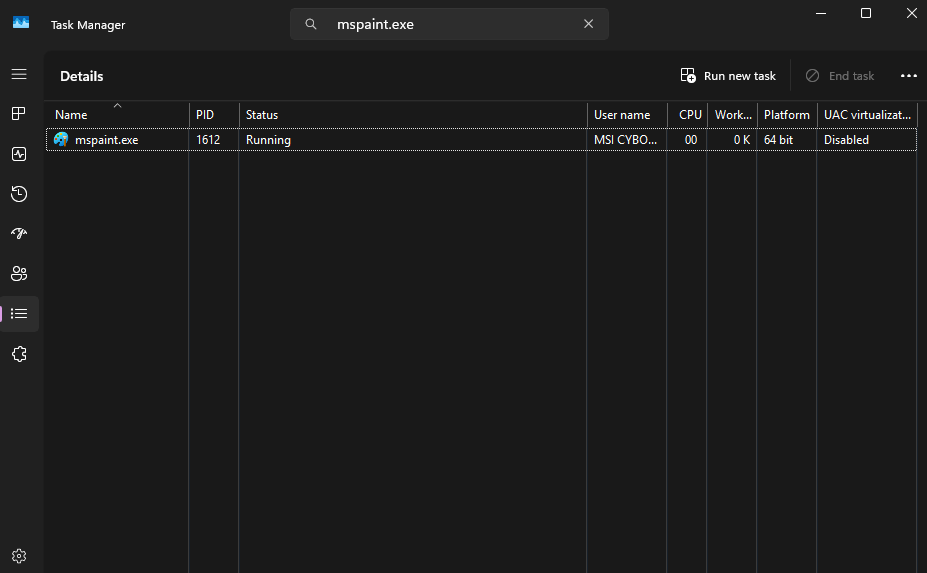 Task Manager
mspaint.exe
Details
Run new task
End task
Name PID Status User name CPU Work... Platform UAC virtualizat...
mspaint.exe 1612 Running MSI CYBO... 00 0 K 64 bit Disabled